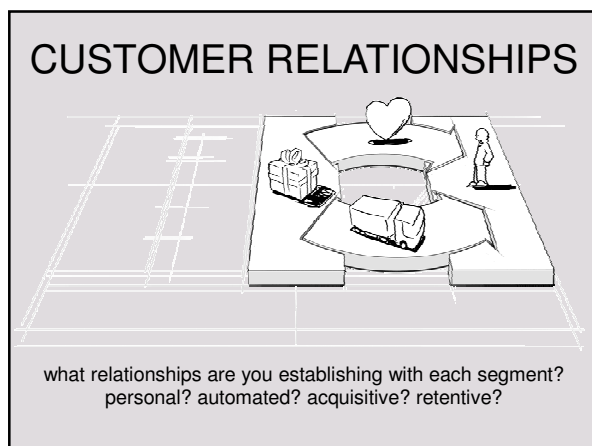 CUSTOMER RELATIONSHIPS
what relationships are you establishing with each segment?
personal? automated? acquisitive? retentive?